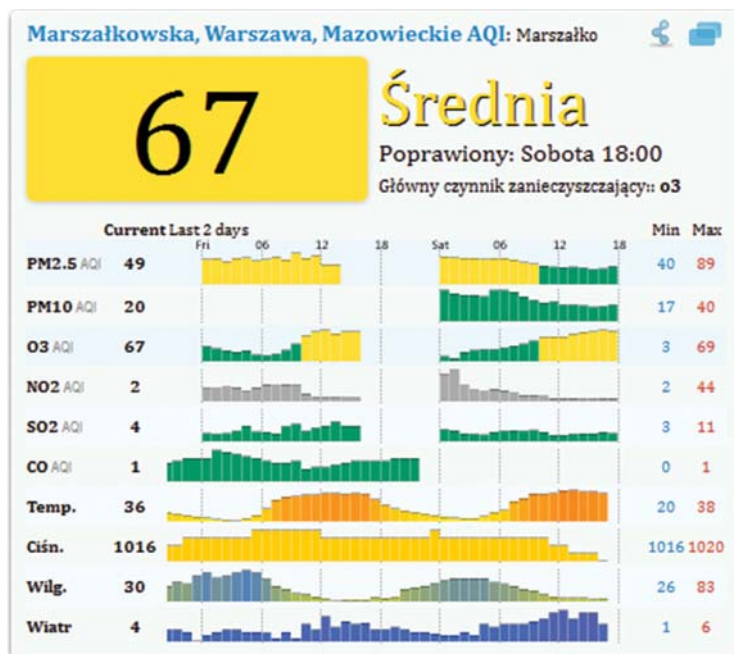 Marszałkowska, Warszawa, Mazowieckie AQI: Marszałko
67
Średnia
Poprawiony: Sobota 18:00
Główny czynnik zanieczyszczający:: o3
Current Last 2 days Min Max
Fri 06 12 18 Sat 06 12 18
PM2.5 AQI 49 40 89
PM10 AQI 20 17 40
O3 AQI 67 3 69
NO2 AQI 2 2 44
SO2 AQI 4 3 11
CO AQI 1 0 1
Temp. 36 20 38
Ciśn. 1016 1016 1020
Wilg. 30 26 83
Wiatr 4 1 6